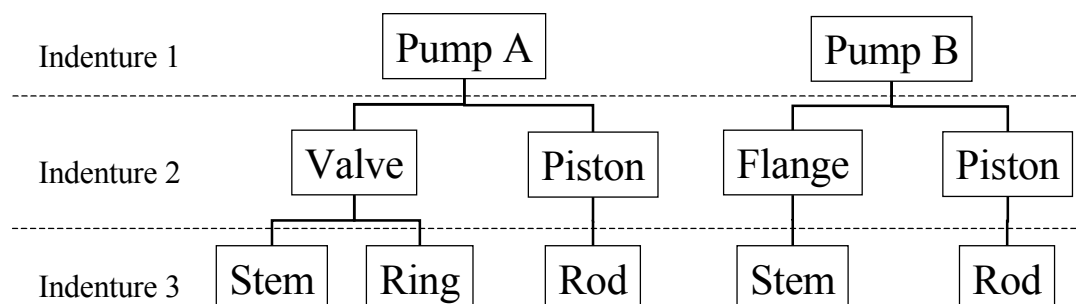 Indenture 1 Pump A Pump B
Indenture 2 Valve Piston Flange Piston
Indenture 3 Stem Ring Rod Stem Rod